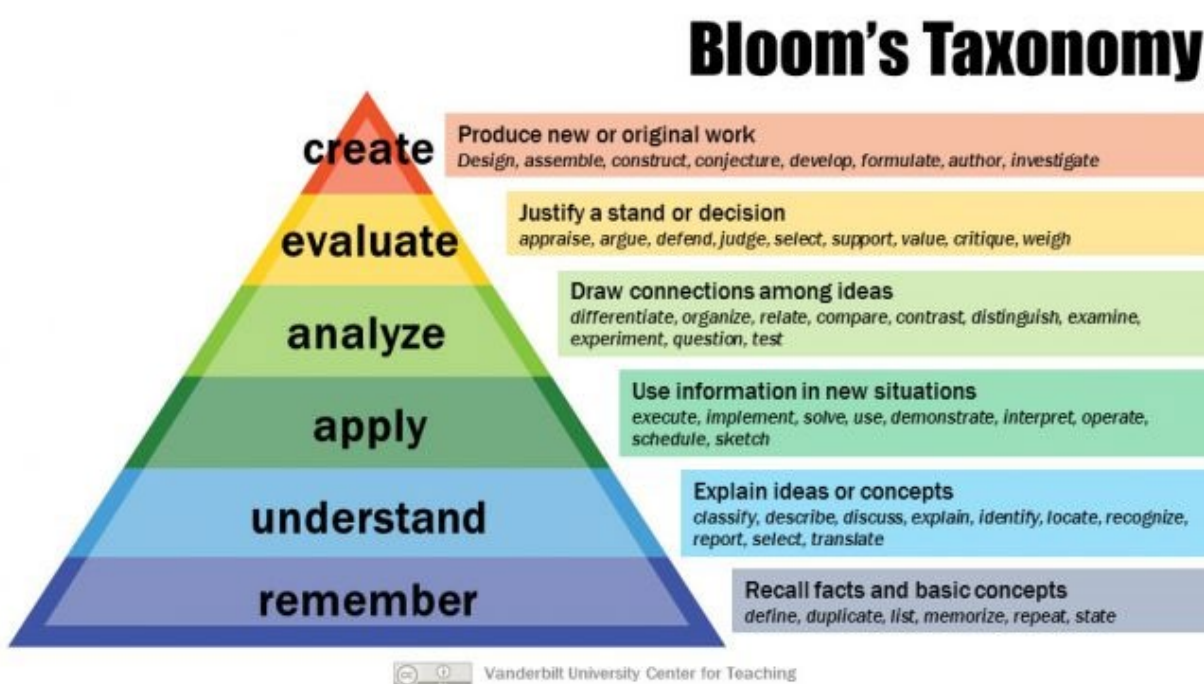 Bloom's Taxonomy
create
Produce new or original work
Design, assemble, construct, conjecture, develop, formulate, author, investigate
evaluate
Justify a stand or decision
appraise, argue, defend, judge, select, support, value, critique, weigh
analyze
Draw connections among ideas
differentiate, organize, relate, compare, contrast, distinguish, examine,
experiment, question, test
apply
Use information in new situations
execute, implement, solve, use, demonstrate, interpret, operate,
schedule, sketch
understand
Explain ideas or concepts
classify, describe, discuss, explain, identify, locate, recognize,
report, select, translate
remember
Recall facts and basic concepts
define, duplicate, list, memorize, repeat, state
cc
Vanderbilt University Center for Teaching